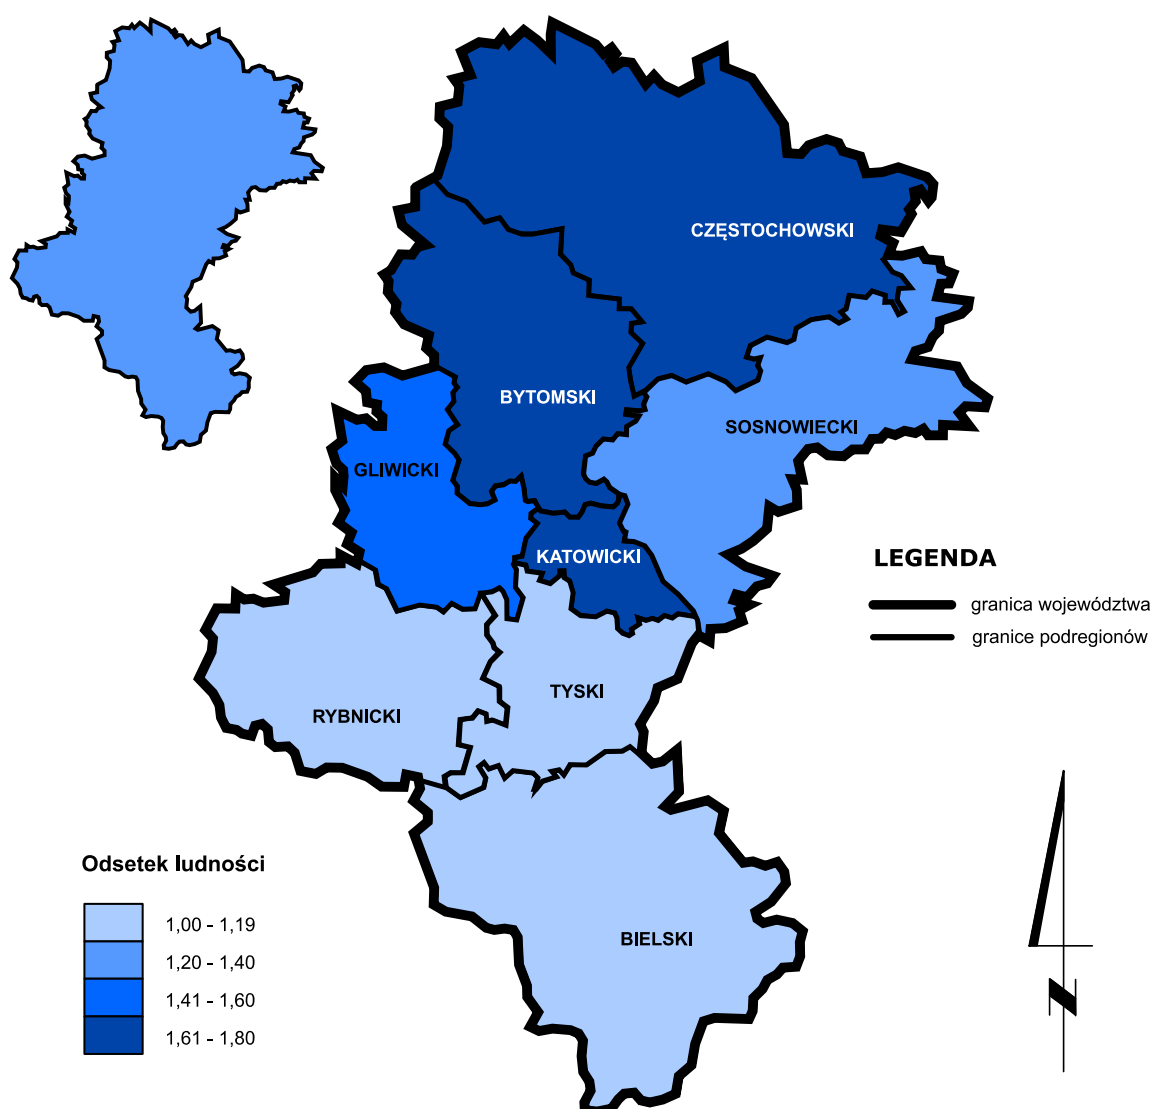 CZĘSTOCHOWSKI
BYTOMSKI
SOSNOWIECKI
GLIWICKI
KATOWICKI
TYSKI
RYBNICKI
BIELSKI
LEGENDA
granica województwa
granice podregionów
Odsetek ludności
1,00 - 1,19
1,20 - 1,40
1,41 - 1,60
1,61 - 1,80
N